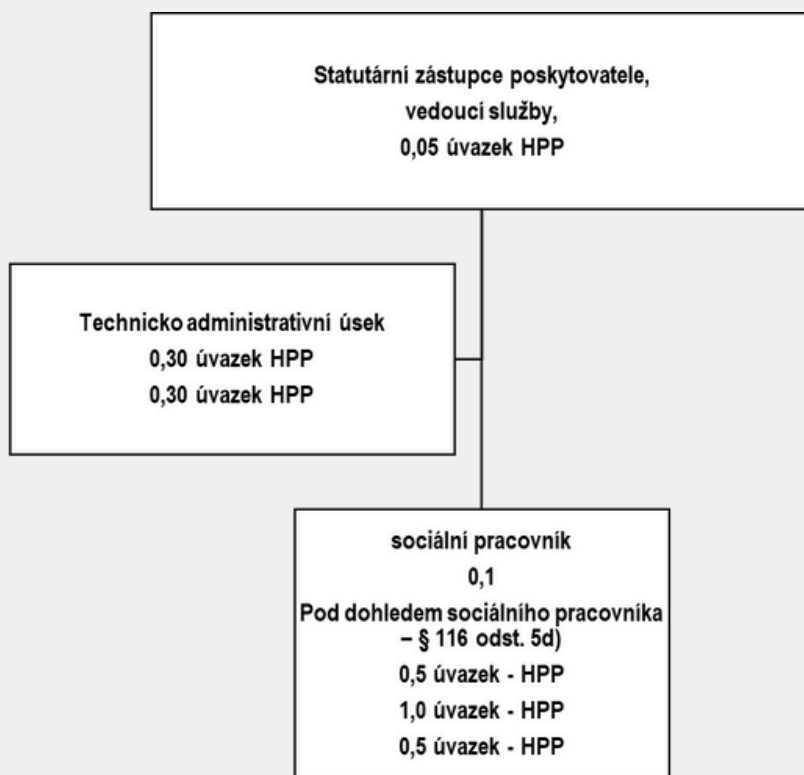 Statutární zástupce poskytovatele,
vedoucí služby,
0,05 úvazek HPP
Technicko administrativní úsek
0,30 úvazek HPP
0,30 úvazek HPP
sociální pracovník
0,1
Pod dohledem sociálního pracovníka
– § 116 odst. 5d)
0,5 úvazek - HPP
1,0 úvazek - HPP
0,5 úvazek - HPP